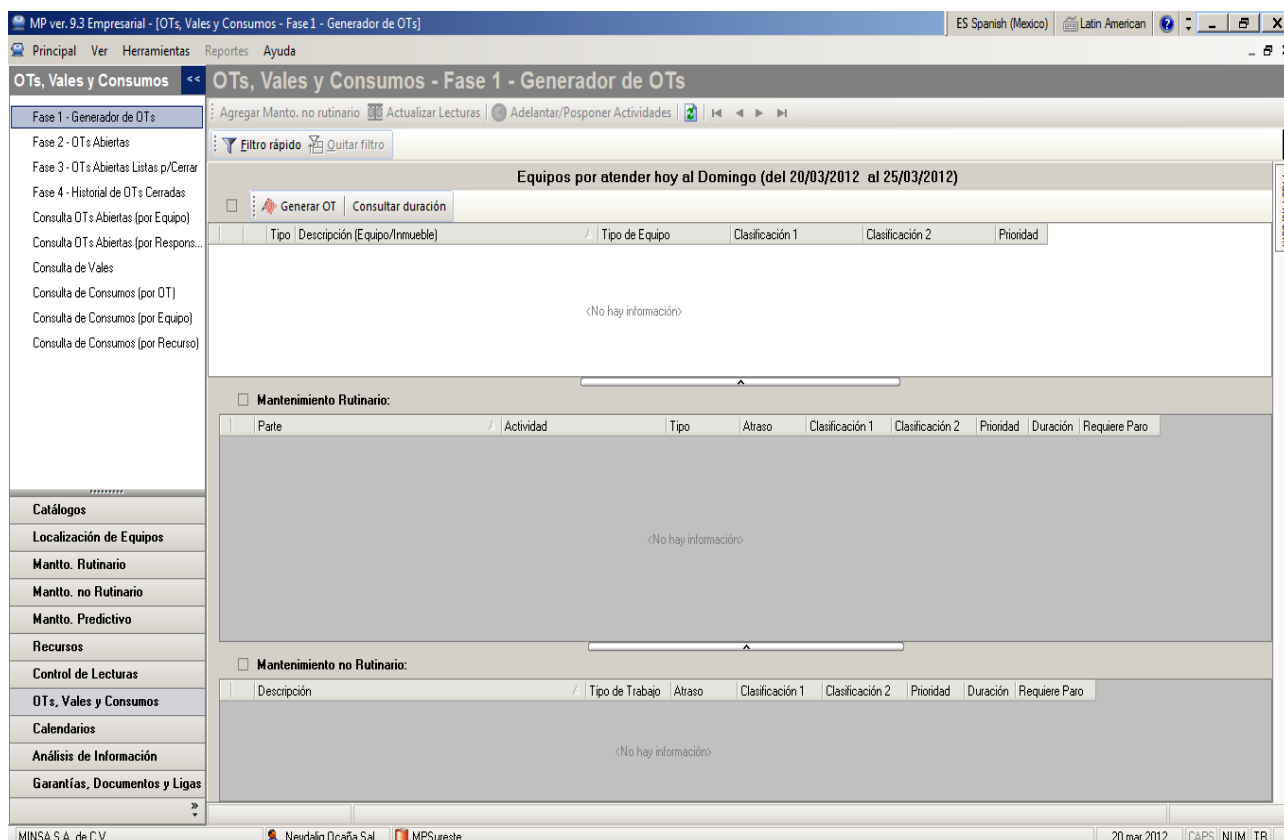 MP ver. 9.3 Empresarial - [OTs, Vales y Consumos - Fase 1 - Generador de OTs]
ES Spanish (Mexico) Latin American
Principal Ver Herramientas Reportes Ayuda
OTs, Vales y Consumos <<
OTs, Vales y Consumos - Fase 1 - Generador de OTs
Fase 1 - Generador de OTs
Fase 2 - OTs Abiertas
Fase 3 - OTs Abiertas Listas p/Cerrar
Fase 4 - Historial de OTs Cerradas
Consulta OTs Abiertas (por Equipo)
Consulta OTs Abiertas (por Respons...
Consulta de Vales
Consulta de Consumos (por OT)
Consulta de Consumos (por Equipo)
Consulta de Consumos (por Recurso)
Catálogos
Localización de Equipos
Mantto. Rutinario
Mantto. no Rutinario
Mantto. Predictivo
Recursos
Control de Lecturas
OTs, Vales y Consumos
Calendarios
Análisis de Información
Garantías, Documentos y Ligas
Agregar Manto. no rutinario Actualizar Lecturas Adelantar/Posponer Actividades
Filtro rápido Quitar filtro
Equipos por atender hoy al Domingo (del 20/03/2012 al 25/03/2012)
Generar OT Consultar duración
Tipo Descripción (Equipo/Inmueble) Tipo de Equipo Clasificación 1 Clasificación 2 Prioridad
<No hay información>
Mantenimiento Rutinario:
Parte Actividad Tipo Atraso Clasificación 1 Clasificación 2 Prioridad Duración Requiere Paro
<No hay información>
Mantenimiento no Rutinario:
Descripción Tipo de Trabajo Atraso Clasificación 1 Clasificación 2 Prioridad Duración Requiere Paro
<No hay información>
MINSA S.A. de C.V. Neydalig Ocaña Sal MPSureste 20 mar 2012 CAPS NUM